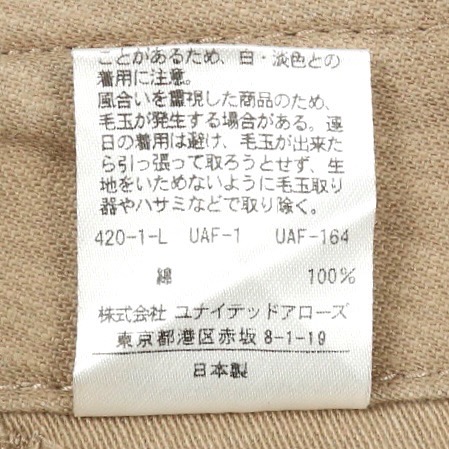 ことがあるため、白・淡色との
着用に注意。
風合いを重視した商品のため、
毛玉が発生する場合がある。連
日の着用は避け、毛玉が出来た
ら引っ張って取ろうとせず、生
地をいためないように毛玉取り
器やハサミなどで取り除く。
420-1-L UAF-1 UAF-164
綿 100%
株式会社 ユナイテッドアローズ
東京都港区赤坂 8-1-19
日本製